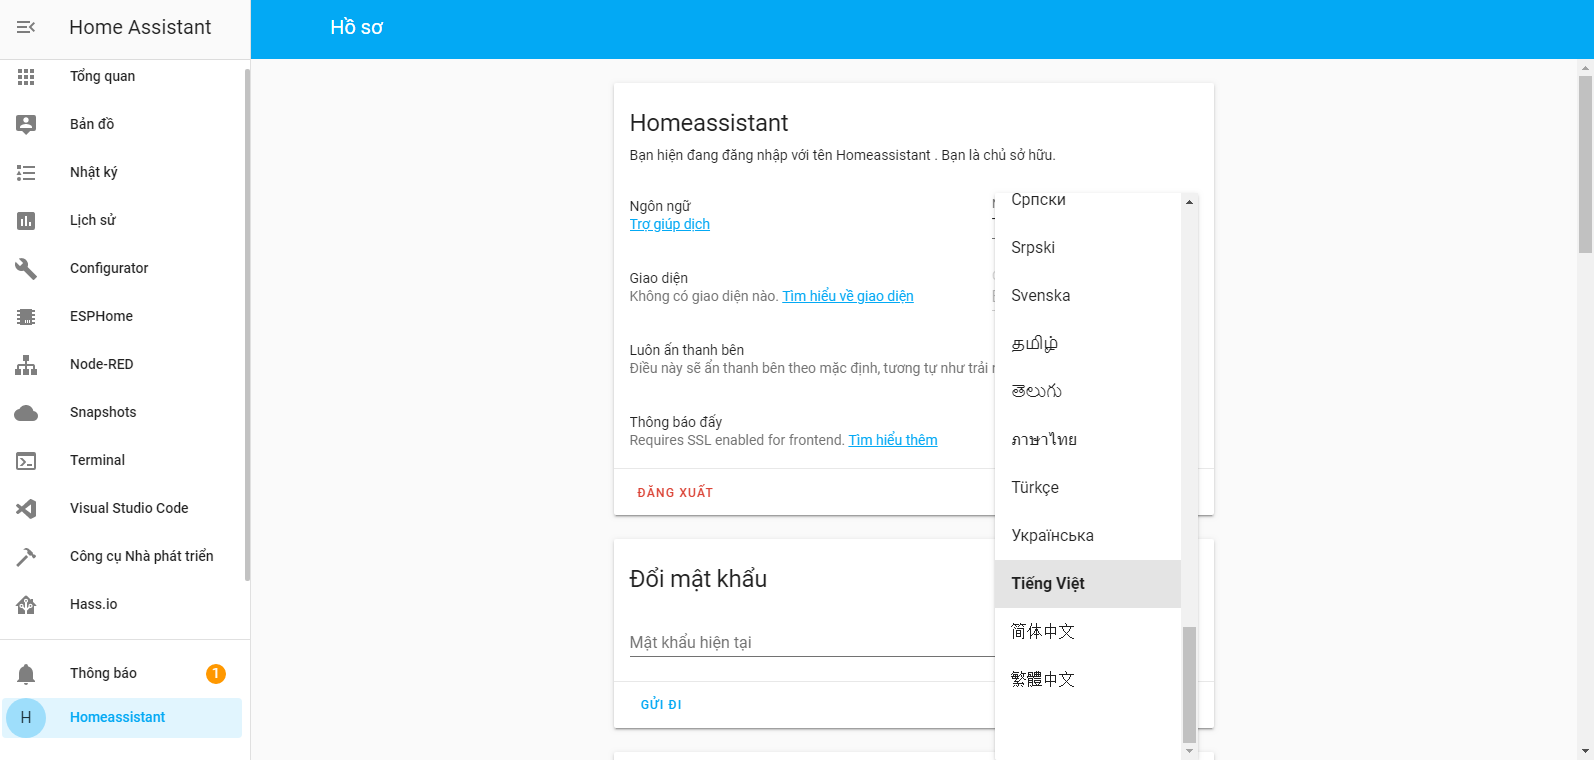 Home Assistant
Hồ sơ
Tổng quan
Bản đồ
Nhật ký
Lịch sử
Configurator
ESPHome
Node-RED
Snapshots
Terminal
Visual Studio Code
Công cụ Nhà phát triển
Hass.io
Thông báo
1
H
Homeassistant
Homeassistant
Bạn hiện đang đăng nhập với tên Homeassistant . Bạn là chủ sở hữu.
Ngôn ngữ
Trợ giúp dịch
Giao diện
Không có giao diện nào. Tìm hiểu về giao diện
Luôn ẩn thanh bên
Điều này sẽ ẩn thanh bên theo mặc định, tương tự như trải
Thông báo đẩy
Requires SSL enabled for frontend. Tìm hiểu thêm
ĐĂNG XUẤT
Đổi mật khẩu
Mật khẩu hiện tại
GỬI ĐI
Српски
Srpski
Svenska
தமிழ்
తెలుగు
ภาษาไทย
Türkçe
Українська
Tiếng Việt
简体中文
繁體中文